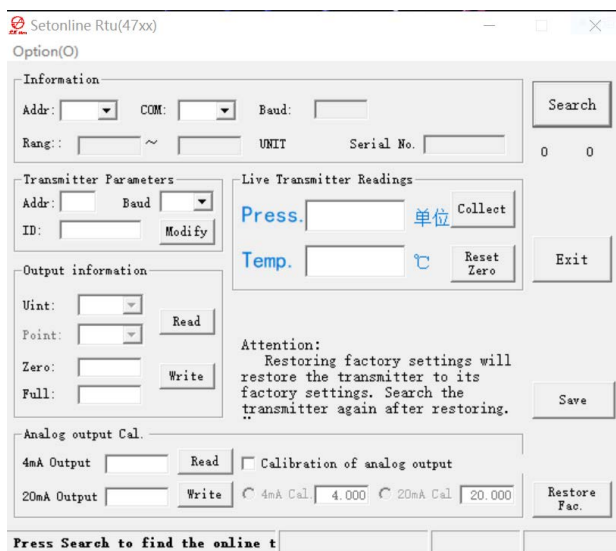 Setonline Rtu(47xx)
Option(O)
Information
Addr: COM: Baud:
Rang:: ~ UNIT Serial No.
Search
0 0
Transmitter Parameters
Addr: Baud
ID: Modify
Live Transmitter Readings
Press. 单位 Collect
Temp. ℃ Reset Zero
Exit
Output information
Uint:
Point:
Read
Zero:
Full:
Write
Attention:
Restoring factory settings will
restore the transmitter to its
factory settings. Search the
transmitter again after restoring.
Save
Analog output Cal.
4mA Output Read Calibration of analog output
20mA Output Write 4mA Cal. 4.000 20mA Cal 20.000
Restore
Fac.
Press Search to find the online t